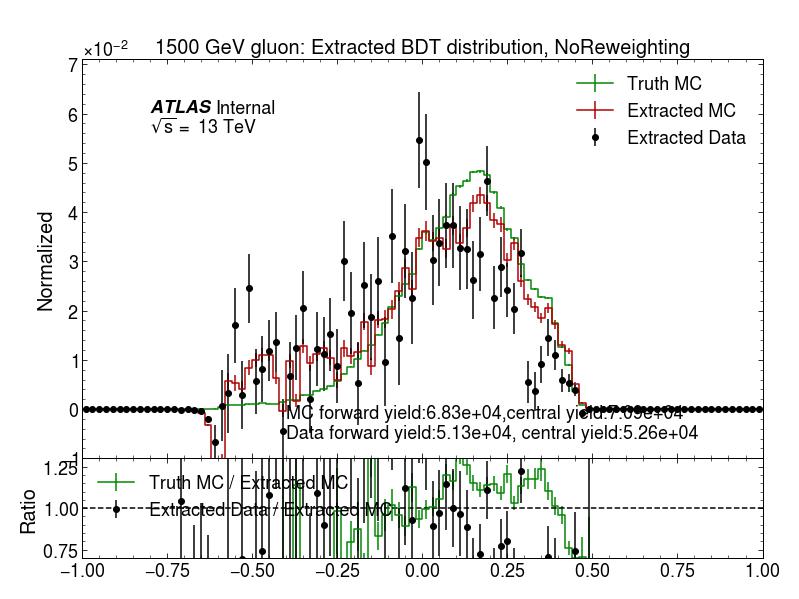 ×10⁻²
1500 GeV gluon: Extracted BDT distribution, NoReweighting
7
6
5
4
3
2
1
0
1
Normalized
ATLAS Internal
√s = 13 TeV
Truth MC
Extracted MC
Extracted Data
MC forward yield:6.83e+04,central yield:7.09e+04
Data forward yield:5.13e+04, central yield:5.26e+04
1.25
1.00
0.75
Ratio
Truth MC / Extracted MC
Extracted Data / Extracted MC
−1.00 −0.75 −0.50 −0.25 0.00 0.25 0.50 0.75 1.00